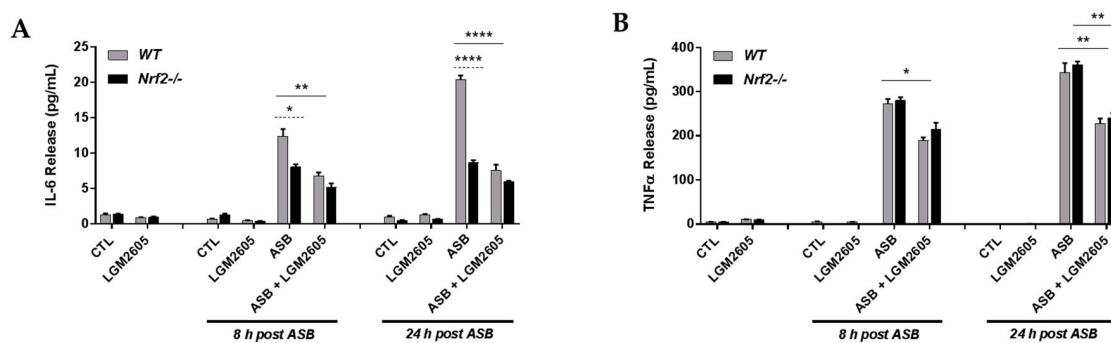 A
IL-6 Release (pg/mL)
25
20
15
10
5
0
WT
Nrf2-/-
**
*
****
****
CTL
LGM2605
CTL
LGM2605
ASB
ASB + LGM2605
CTL
LGM2605
ASB
ASB + LGM2605
8 h post ASB
24 h post ASB
B
TNFα Release (pg/mL)
400
300
200
100
0
WT
Nrf2-/-
*
**
**
CTL
LGM2605
CTL
LGM2605
ASB
ASB + LGM2605
CTL
LGM2605
ASB
ASB + LGM2605
8 h post ASB
24 h post ASB